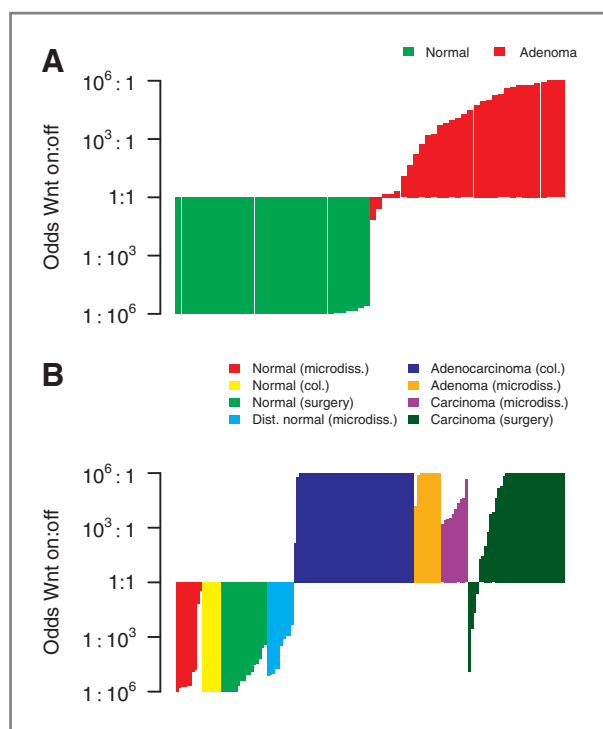 A
Normal
Adenoma
Odds Wnt on:off
10⁶:1
10³:1
1:1
1:10³
1:10⁶
B
Normal (microdiss.)
Normal (col.)
Normal (surgery)
Dist. normal (microdiss.)
Adenocarcinoma (col.)
Adenoma (microdiss.)
Carcinoma (microdiss.)
Carcinoma (surgery)
Odds Wnt on:off
10⁶:1
10³:1
1:1
1:10³
1:10⁶